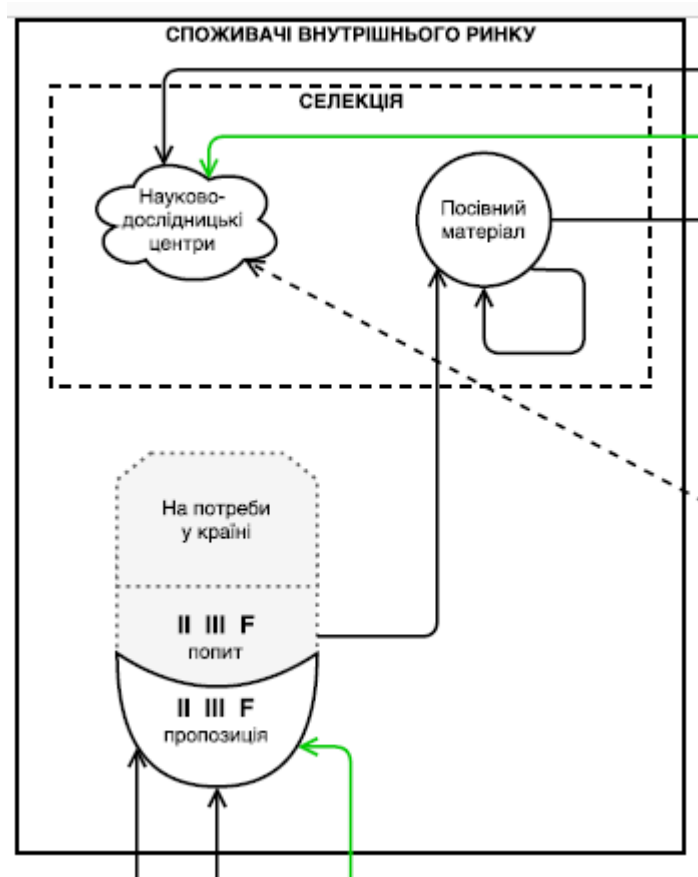 СПОЖИВАЧІ ВНУТРІШНЬОГО РИНКУ
СЕЛЕКЦІЯ
Науково-
дослідницькі
центри
Посівний
матеріал
На потреби
у країні
II III F
попит
II III F
пропозиція